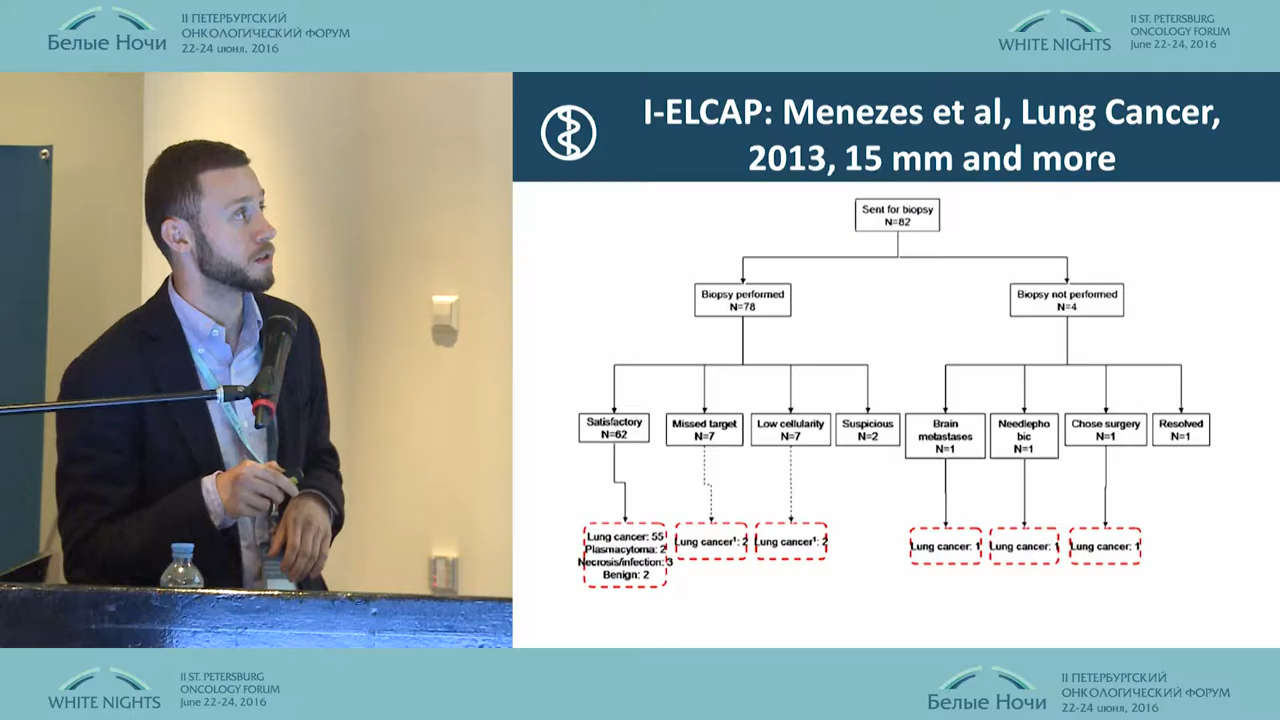 II ПЕТЕРБУРГСКИЙ
ОНКОЛОГИЧЕСКИЙ ФОРУМ
Белые Ночи
22-24 июня, 2016
II ST. PETERSBURG
ONCOLOGY FORUM
WHITE NIGHTS
June 22-24, 2016
I-ELCAP: Menezes et al, Lung Cancer,
2013, 15 mm and more
Sent for biopsy
N=82
Biopsy performed
N=78
Biopsy not performed
N=4
Satisfactory
N=62
Missed target
N=7
Low cellularity
N=7
Suspicious
N=2
Brain
metastases
N=1
Needlepho
bic
N=1
Chose surgery
N=1
Resolved
N=1
Lung cancer: 55
Plasmacytoma: 2
Necrosis/infection: 3
Benign: 2
Lung cancer¹: 2
Lung cancer¹: 2
Lung cancer: 1
Lung cancer: 1
Lung cancer: 1
II ST. PETERSBURG
ONCOLOGY FORUM
WHITE NIGHTS
June 22-24, 2016
II ПЕТЕРБУРГСКИЙ
ОНКОЛОГИЧЕСКИЙ ФОРУМ
Белые Ночи
22-24 июня, 2016